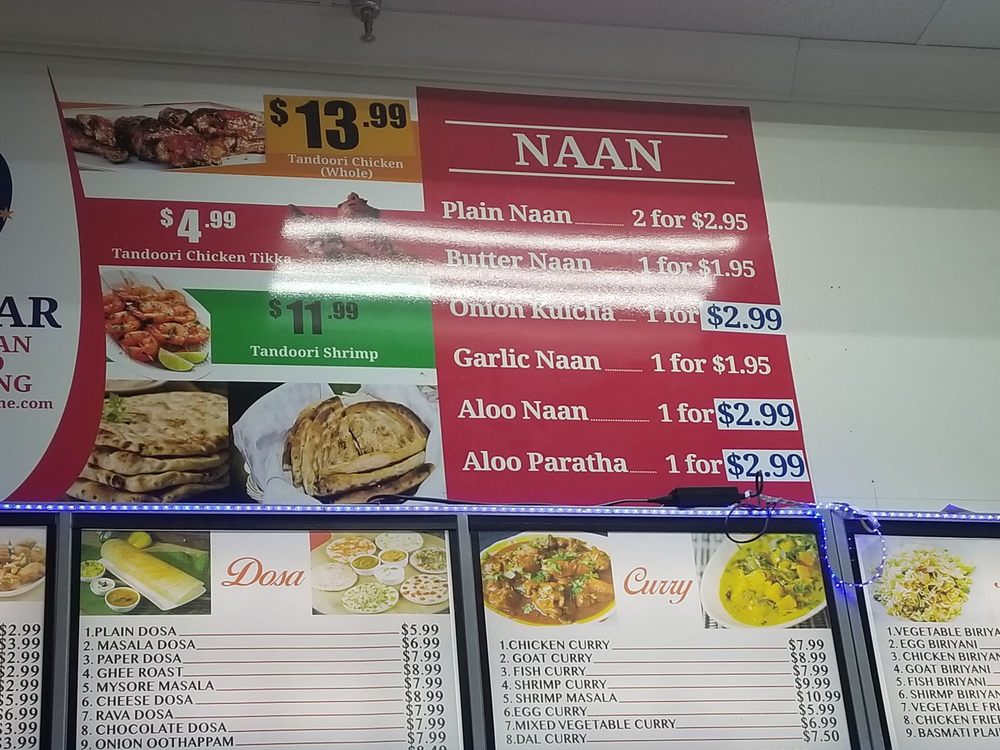 $13.99
Tandoori Chicken
(Whole)
$4.99
Tandoori Chicken Tikka
$11.99
Tandoori Shrimp
AR
AN
NG
ne.com
NAAN
Plain Naan 2 for $2.95
Butter Naan 1 for $1.95
Onion Kulcha 1 for $2.99
Garlic Naan 1 for $1.95
Aloo Naan 1 for $2.99
Aloo Paratha 1 for $2.99
$2.99
$3.99
$2.99
$2.99
$2.99
$5.99
$6.99
$3.99
Dosa
1.PLAIN DOSA $5.99
2. MASALA DOSA $6.99
3. PAPER DOSA $7.99
4. GHEE ROAST $8.99
5. MYSORE MASALA $7.99
6. CHEESE DOSA $8.99
7. RAVA DOSA $7.99
8. CHOCOLATE DOSA $7.99
9. ONION OOTHAPPAM $7.99
Curry
1.CHICKEN CURRY $7.99
2. GOAT CURRY $8.99
3. FISH CURRY $7.99
4. SHRIMP CURRY $9.99
5. SHRIMP MASALA $10.99
6.EGG CURRY $5.99
7.MIXED VEGETABLE CURRY $6.99
8.DAL CURRY $7.50
1.VEGETABLE BIRIYA
2. EGG BIRIYANI
3. CHICKEN BIRIYAN
4. GOAT BIRIYANI
5. FISH BIRIYANI
6. SHIRMP BIRIYAN
7. VEGETABLE FRI
8. CHICKEN FRIE
9. BASMATI PLAI